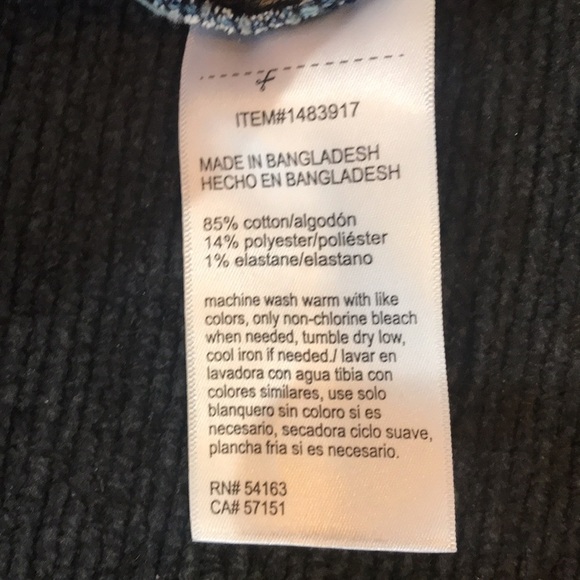 ITEM#1483917
MADE IN BANGLADESH
HECHO EN BANGLADESH
85% cotton/algodón
14% polyester/poliéster
1% elastane/elastano
machine wash warm with like
colors, only non-chlorine bleach
when needed, tumble dry low,
cool iron if needed./ lavar en
lavadora con agua tibia con
colores similares, use solo
blanquero sin coloro si es
necesario, secadora ciclo suave,
plancha fria si es necesario.
RN# 54163
CA# 57151